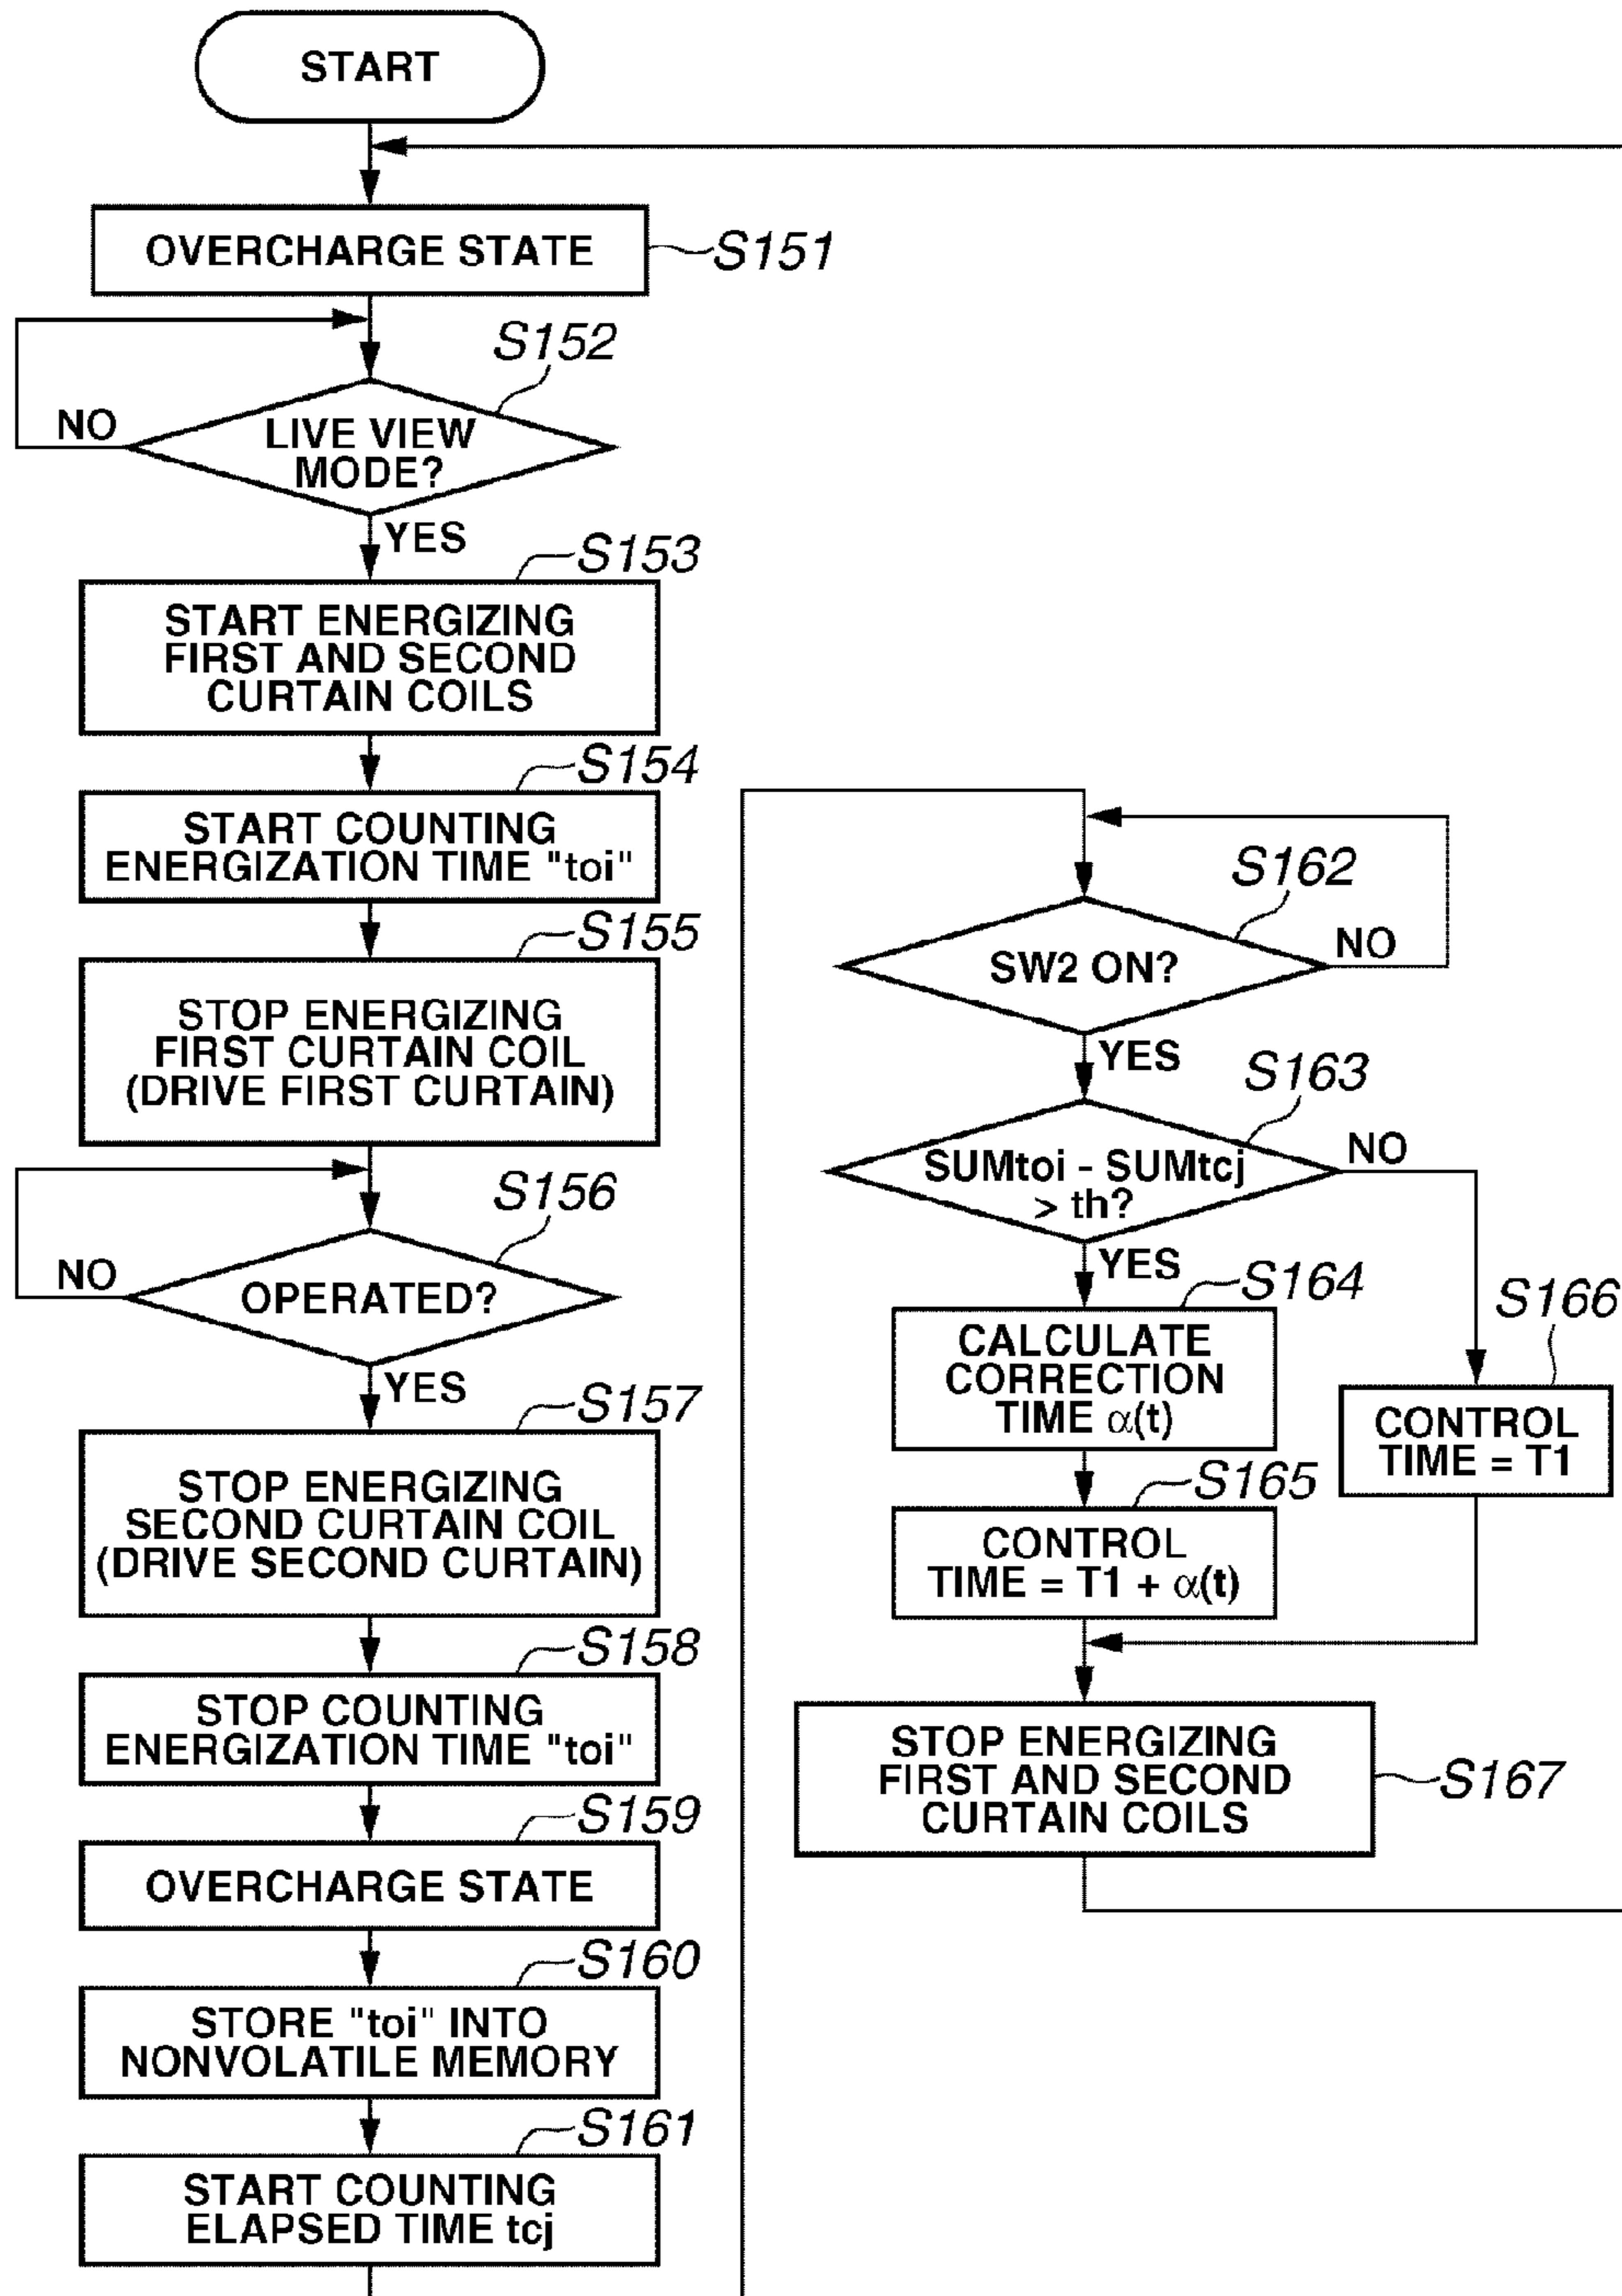 START
OVERCHARGE STATE
S151
S152
LIVE VIEW
MODE?
NO
YES
S153
START ENERGIZING
FIRST AND SECOND
CURTAIN COILS
S154
START COUNTING
ENERGIZATION TIME "toi"
S155
STOP ENERGIZING
FIRST CURTAIN COIL
(DRIVE FIRST CURTAIN)
S156
NO
OPERATED?
YES
S157
STOP ENERGIZING
SECOND CURTAIN COIL
(DRIVE SECOND CURTAIN)
S158
STOP COUNTING
ENERGIZATION TIME "toi"
S159
OVERCHARGE STATE
S160
STORE "toi" INTO
NONVOLATILE MEMORY
S161
START COUNTING
ELAPSED TIME tcj
S162
SW2 ON?
NO
YES
S163
SUMtoi - SUMtcj
> th?
NO
YES
S164
CALCULATE
CORRECTION
TIME α(t)
S166
CONTROL
TIME = T1
S165
CONTROL
TIME = T1 + α(t)
STOP ENERGIZING
FIRST AND SECOND
CURTAIN COILS
S167